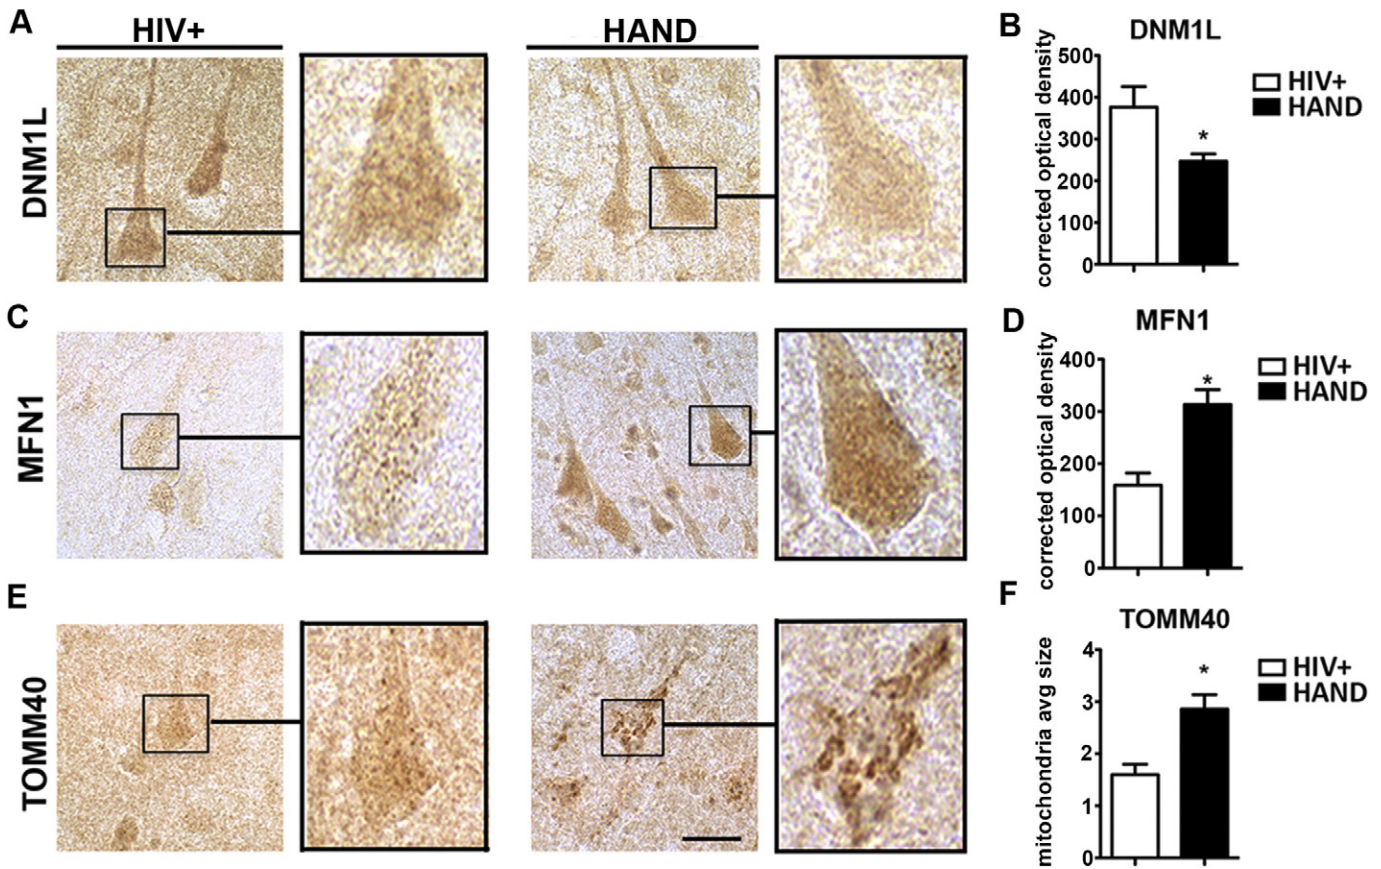 A
HIV+
HAND
DNM1L
B
DNM1L
corrected optical density
500
400
300
200
100
0
*
HIV+
HAND
C
MFN1
D
MFN1
corrected optical density
400
300
200
100
0
*
HIV+
HAND
E
TOMM40
F
TOMM40
mitochondria avg size
4
3
2
1
0
*
HIV+
HAND